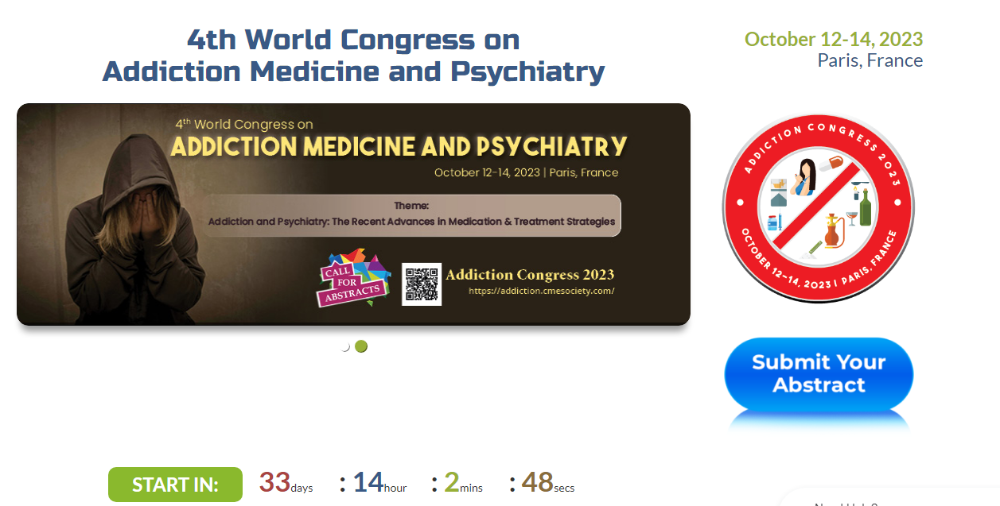 4th World Congress on
Addiction Medicine and Psychiatry
October 12-14, 2023
Paris, France
4th World Congress on
ADDICTION MEDICINE AND PSYCHIATRY
October 12-14, 2023 | Paris, France
Theme:
Addiction and Psychiatry: The Recent Advances in Medication & Treatment Strategies
CALL
FOR
ABSTRACTS
Addiction Congress 2023
https://addiction.cmesociety.com/
ADDICTION CONGRESS 2023
OCTOBER 12-14, 2023 | PARIS, FRANCE
Submit Your
Abstract
START IN: 33days : 14hour : 2mins : 48secs